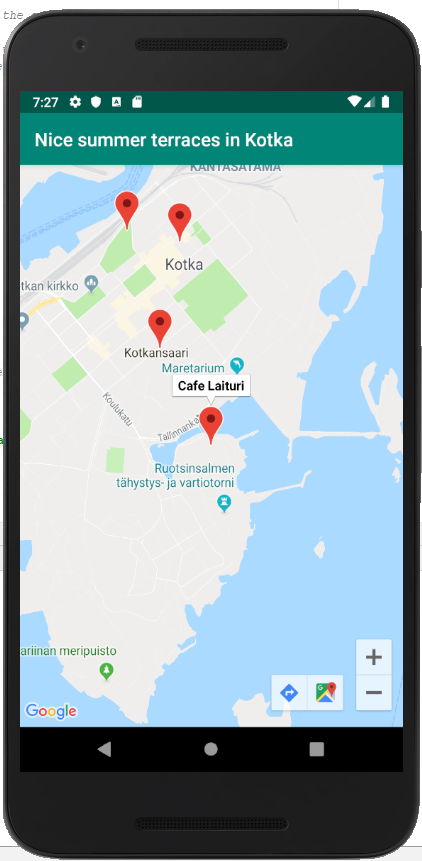 the
7:27
Nice summer terraces in Kotka
KANTASATAMA
Kotka
tkan kirkko
Kotkansaari
Maretarium
Cafe Laituri
Koulukatu
Tallinnanka
Ruotsinsalmen
tähystys- ja vartiotorni
ariinan meripuisto
+
−
Google